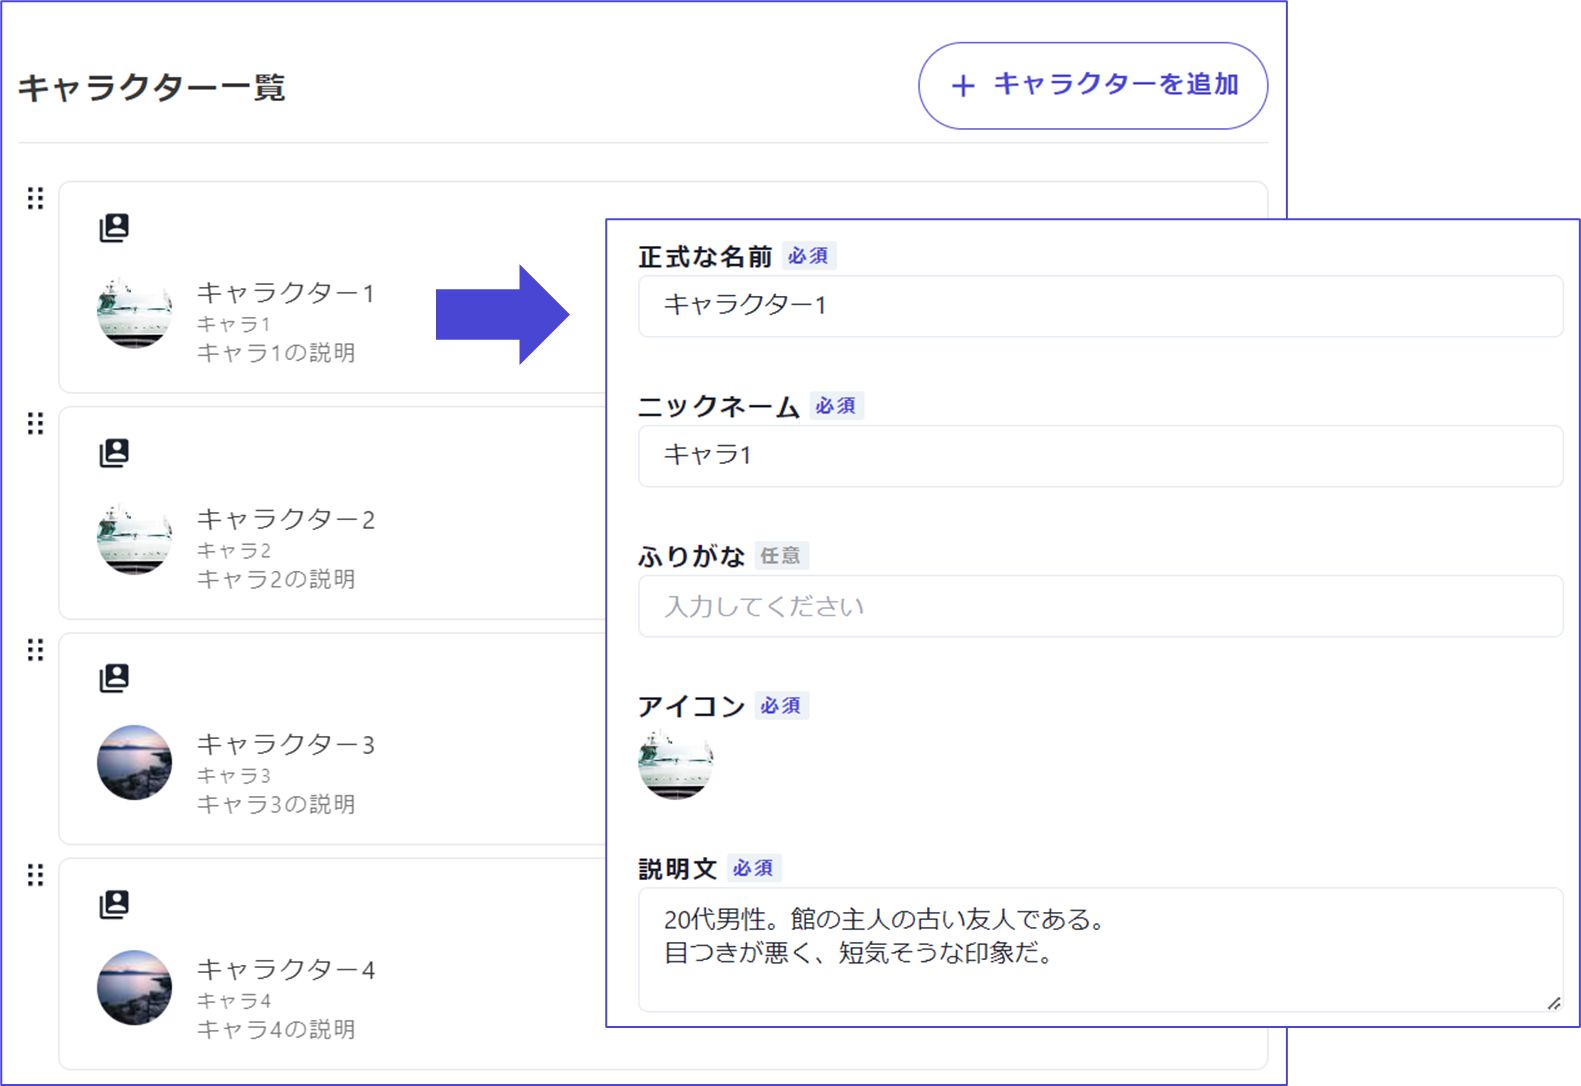 キャラクター一覧
＋ キャラクターを追加
キャラクター1
キャラ1
キャラ1の説明
キャラクター2
キャラ2
キャラ2の説明
キャラクター3
キャラ3
キャラ3の説明
キャラクター4
キャラ4
キャラ4の説明
正式な名前 必須
キャラクター1
ニックネーム 必須
キャラ1
ふりがな 任意
入力してください
アイコン 必須
説明文 必須
20代男性。館の主人の古い友人である。
目つきが悪く、短気そうな印象だ。